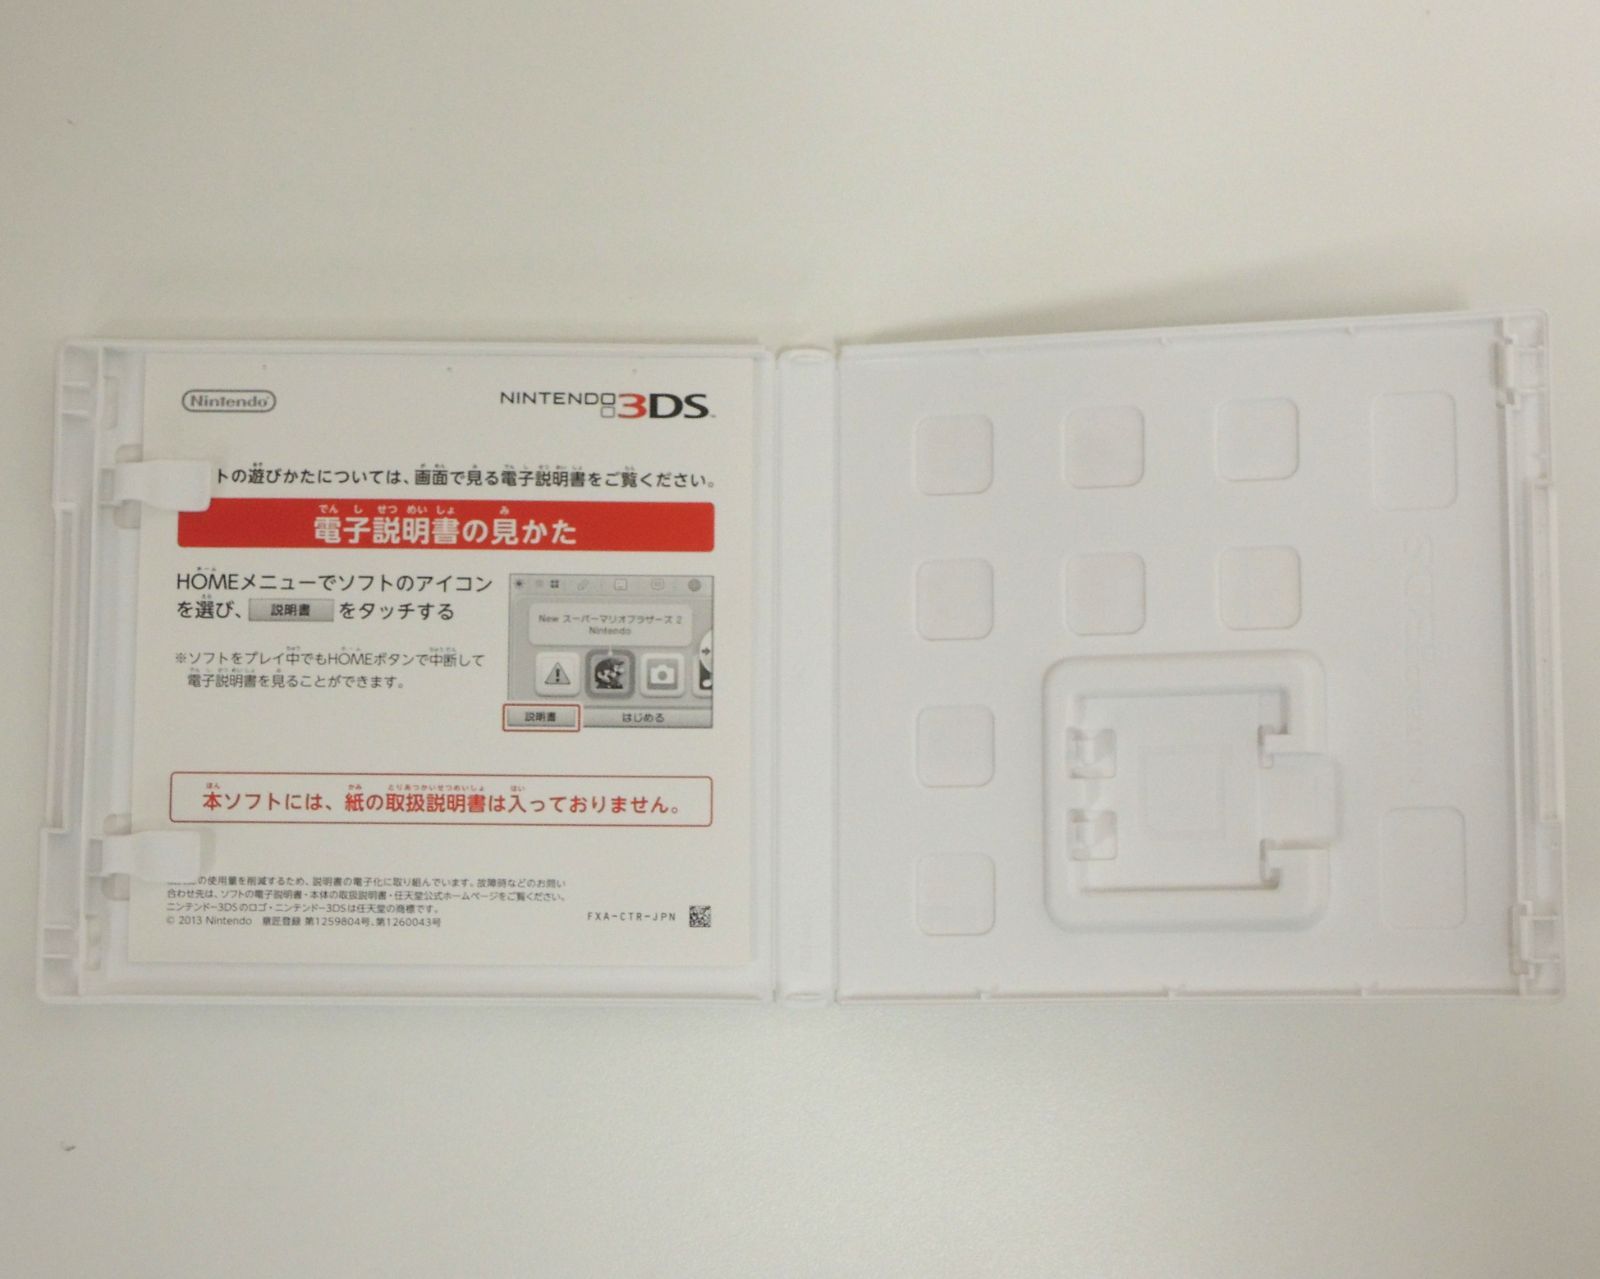 Nintendo
NINTENDO 3DS™
トの遊びかたについては、画面で見る電子説明書をご覧ください。
電子説明書の見かた
HOMEメニューでソフトのアイコン
を選び、 説明書 をタッチする
※ソフトをプレイ中でもHOMEボタンで中断して
電子説明書を見ることができます。
New スーパーマリオブラザーズ 2
Nintendo
説明書 はじめる
本ソフトには、紙の取扱説明書は入っておりません。
の使用量を削減するため、説明書の電子化に取り組んでいます。故障時などのお問い
合わせ先は、ソフトの電子説明書・本体の取扱説明書・任天堂公式ホームページをご覧ください。
ニンテンドー3DSのロゴ・ニンテンドー3DSは任天堂の商標です。
© 2013 Nintendo 意匠登録 第1259804号、第1260043号
FXA-CTR-JPN